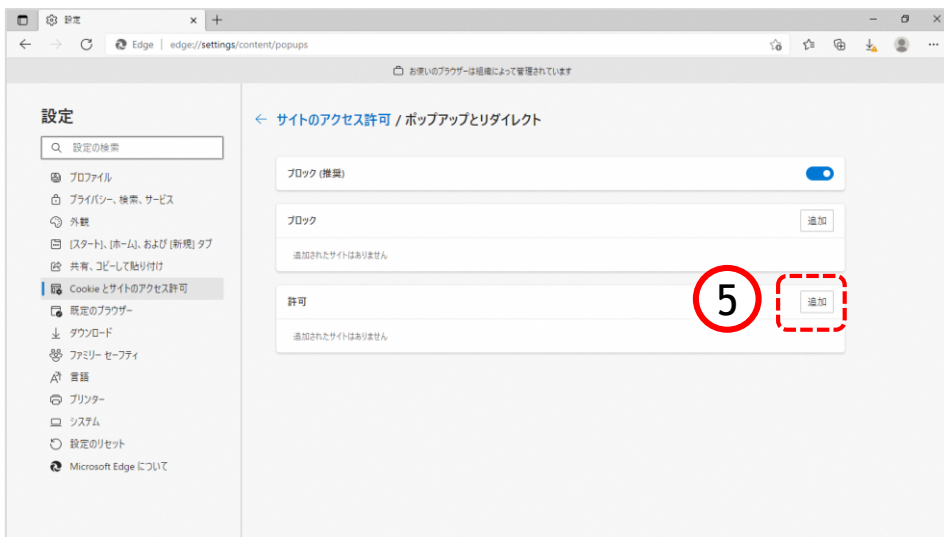 設定
Edge | edge://settings/content/popups
お使いのブラウザーは組織によって管理されています
設定
設定の検索
プロファイル
プライバシー、検索、サービス
外観
[スタート]、[ホーム]、および [新規] タブ
共有、コピーして貼り付け
Cookie とサイトのアクセス許可
既定のブラウザー
ダウンロード
ファミリー セーフティ
言語
プリンター
システム
設定のリセット
Microsoft Edge について
サイトのアクセス許可 / ポップアップとリダイレクト
ブロック (推奨)
ブロック
追加
追加されたサイトはありません
許可
5
追加
追加されたサイトはありません